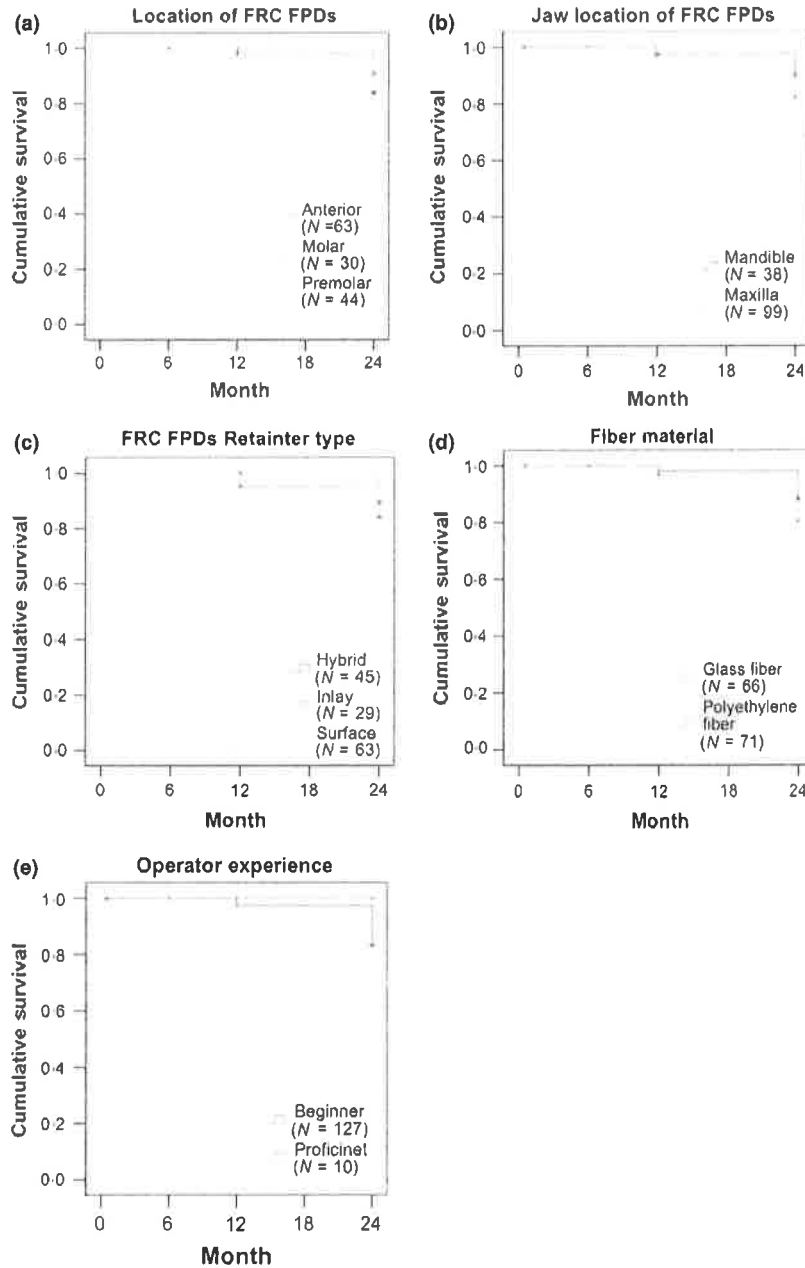 (a)
Location of FRC FPDs
Cumulative survival
1·0
0·8
0·6
0·4
0·2
0·0
Anterior
(N =63)
Molar
(N = 30)
Premolar
(N = 44)
0 6 12 18 24
Month
(b)
Jaw location of FRC FPDs
Cumulative survival
1·0
0·8
0·6
0·4
0·2
0·0
Mandible
(N = 38)
Maxilla
(N = 99)
0 6 12 18 24
Month
(c)
FRC FPDs Retainter type
Cumulative survival
1·0
0·8
0·6
0·4
0·2
0·0
Hybrid
(N = 45)
Inlay
(N = 29)
Surface
(N = 63)
0 6 12 18 24
Month
(d)
Fiber material
Cumulative survival
1·0
0·8
0·6
0·4
0·2
0·0
Glass fiber
(N = 66)
Polyethylene
fiber
(N = 71)
0 6 12 18 24
Month
(e)
Operator experience
Cumulative survival
1·0
0·8
0·6
0·4
0·2
0·0
Beginner
(N = 127)
Proficinet
(N = 10)
0 6 12 18 24
Month